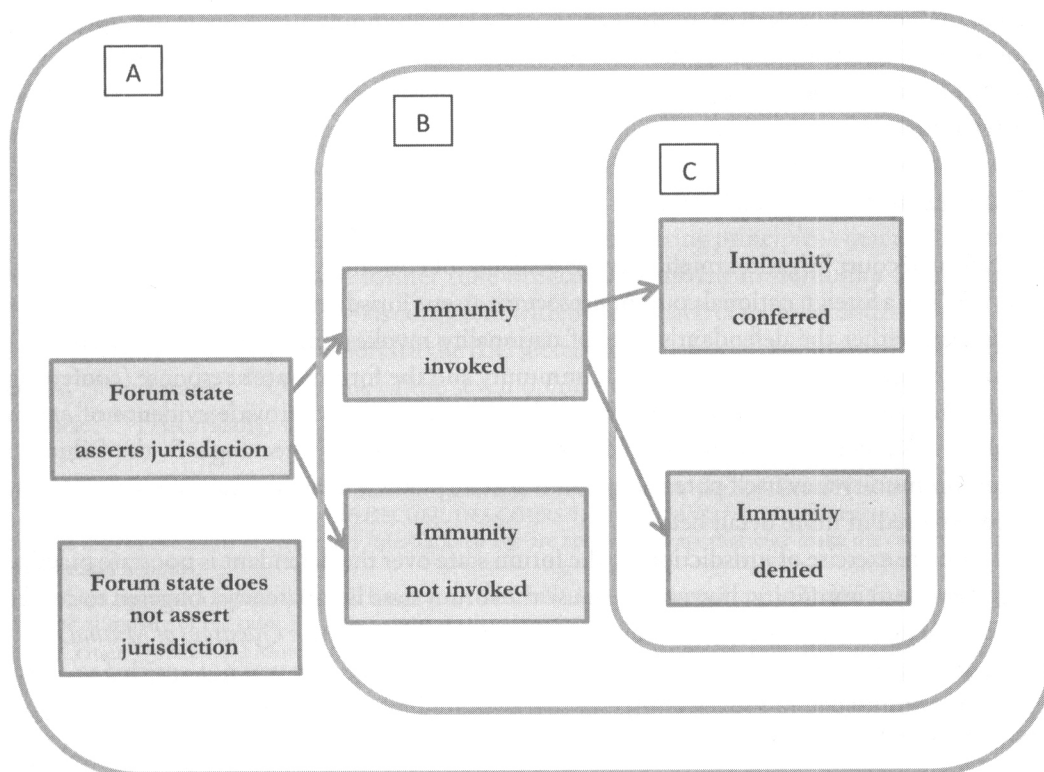 A
B
C
Immunity
conferred
Immunity
invoked
Forum state
asserts jurisdiction
Immunity
not invoked
Immunity
denied
Forum state does
not assert
jurisdiction